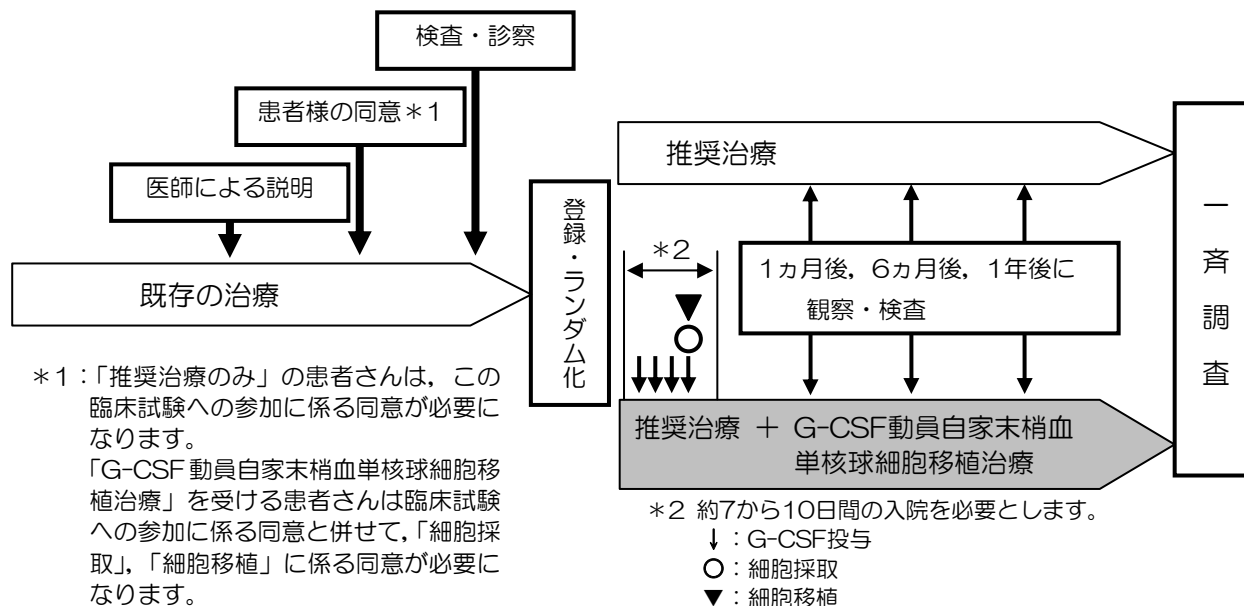 検査・診察
患者様の同意＊1
医師による説明
既存の治療
登録・ランダム化
推奨治療
＊2
1ヵ月後，6ヵ月後，1年後に
観察・検査
推奨治療 ＋ G-CSF動員自家末梢血
単核球細胞移植治療
一斉調査
＊1：「推奨治療のみ」の患者さんは，この
臨床試験への参加に係る同意が必要に
なります。
「G-CSF動員自家末梢血単核球細胞移
植治療」を受ける患者さんは臨床試験
への参加に係る同意と併せて，「細胞採
取」，「細胞移植」に係る同意が必要に
なります。
＊2 約7から10日間の入院を必要とします。
↓：G-CSF投与
○：細胞採取
▼：細胞移植